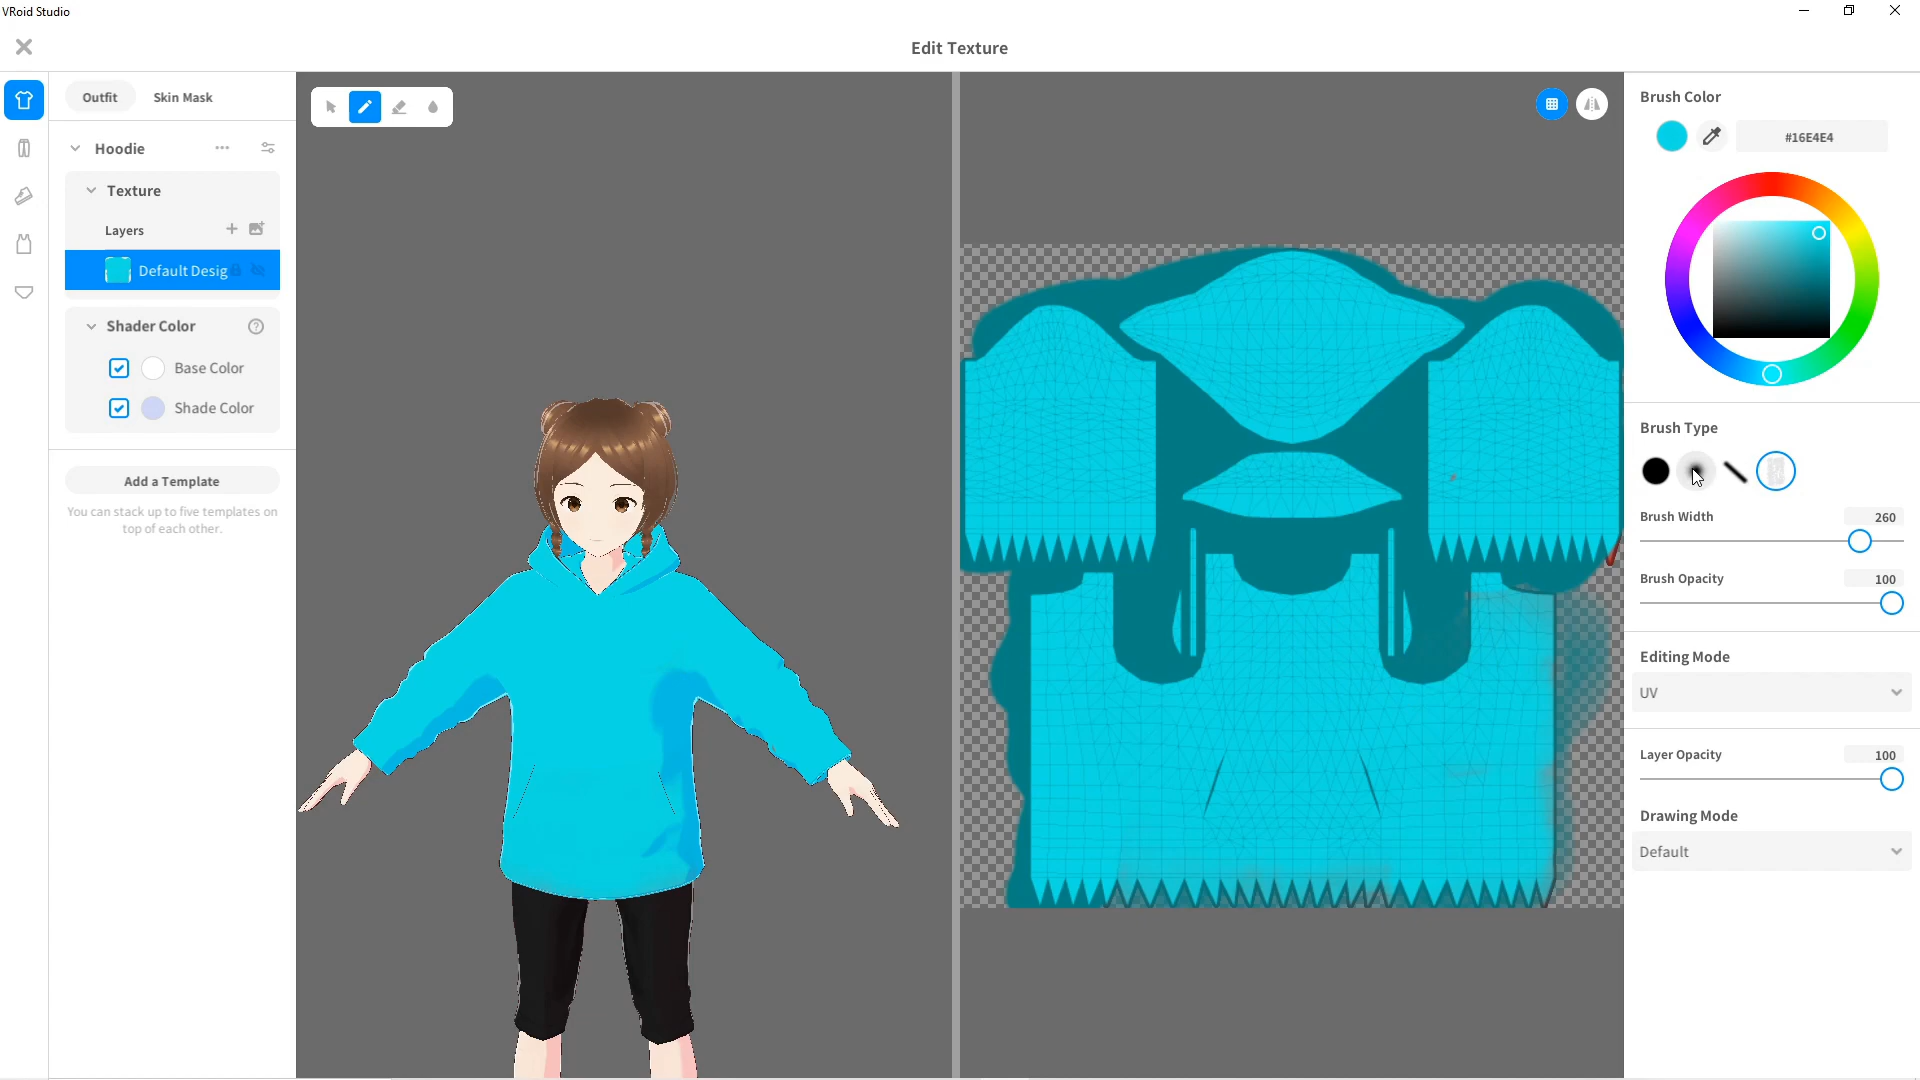 VRoid Studio
Edit Texture
Outfit
Skin Mask
Hoodie
Texture
Layers
Default Desig
Shader Color
Base Color
Shade Color
Add a Template
You can stack up to five templates on
top of each other.
Brush Color
#16E4E4
Brush Type
Brush Width
260
Brush Opacity
100
Editing Mode
UV
Layer Opacity
100
Drawing Mode
Default